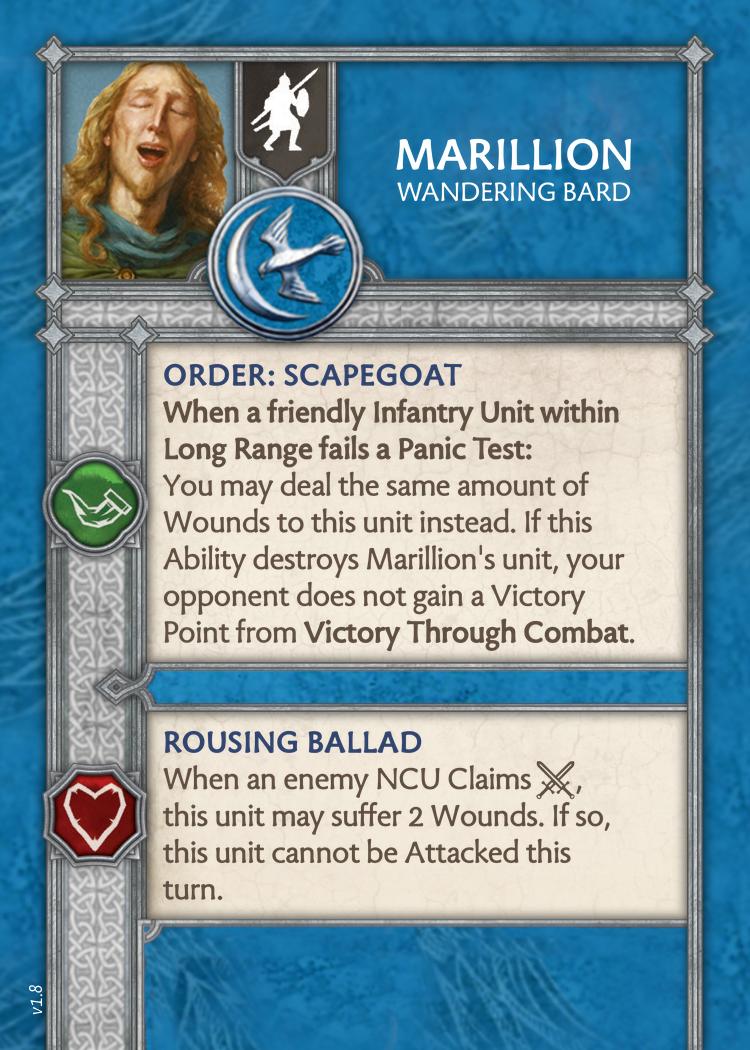 MARILLION
WANDERING BARD
ORDER: SCAPEGOAT
When a friendly Infantry Unit within
Long Range fails a Panic Test:
You may deal the same amount of
Wounds to this unit instead. If this
Ability destroys Marillion's unit, your
opponent does not gain a Victory
Point from Victory Through Combat.
ROUSING BALLAD
When an enemy NCU Claims ,
this unit may suffer 2 Wounds. If so,
this unit cannot be Attacked this
turn.
v1.8